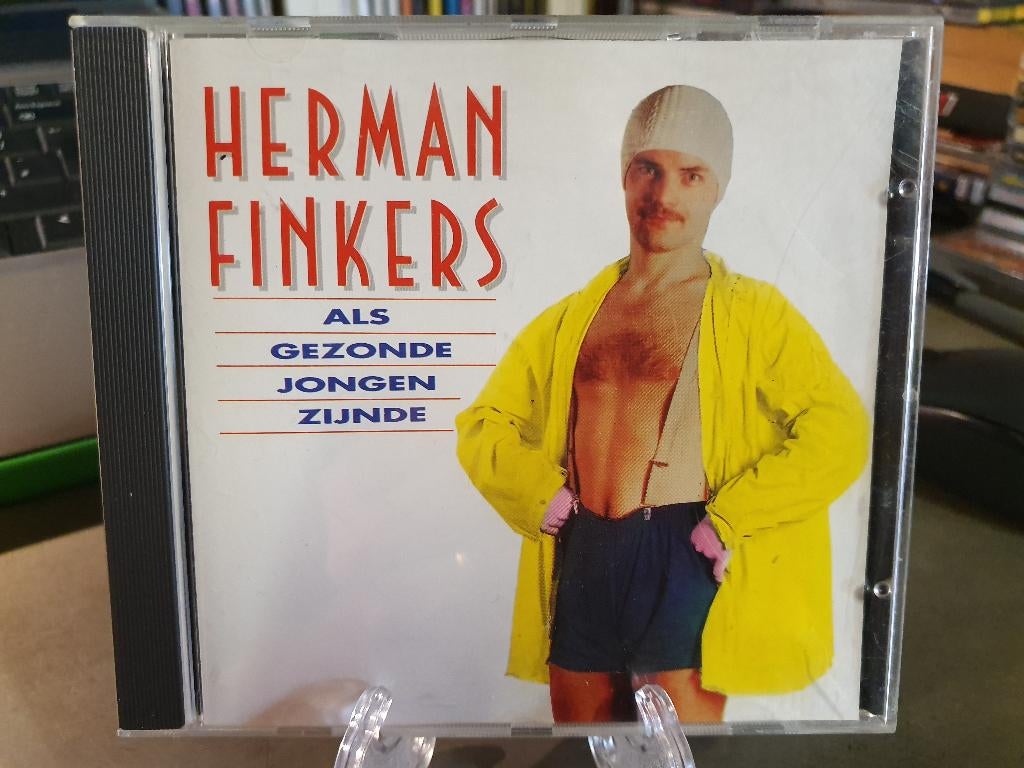 HERMAN
FINKERS
ALS
GEZONDE
JONGEN
ZIJNDE